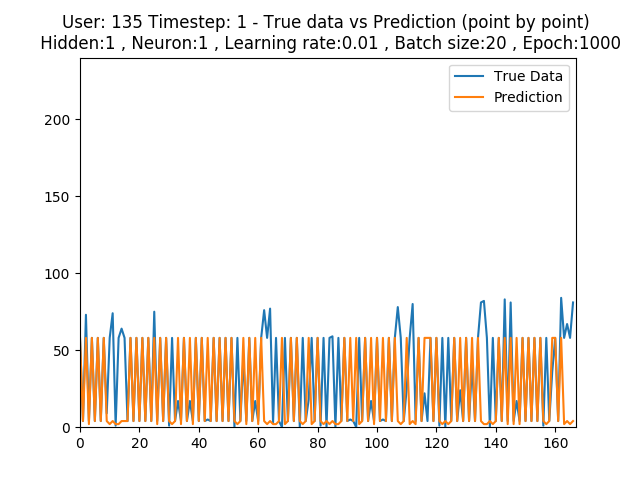 User: 135 Timestep: 1 - True data vs Prediction (point by point)
Hidden:1 , Neuron:1 , Learning rate:0.01 , Batch size:20 , Epoch:1000
True Data
Prediction
200
150
100
50
0
0 20 40 60 80 100 120 140 160